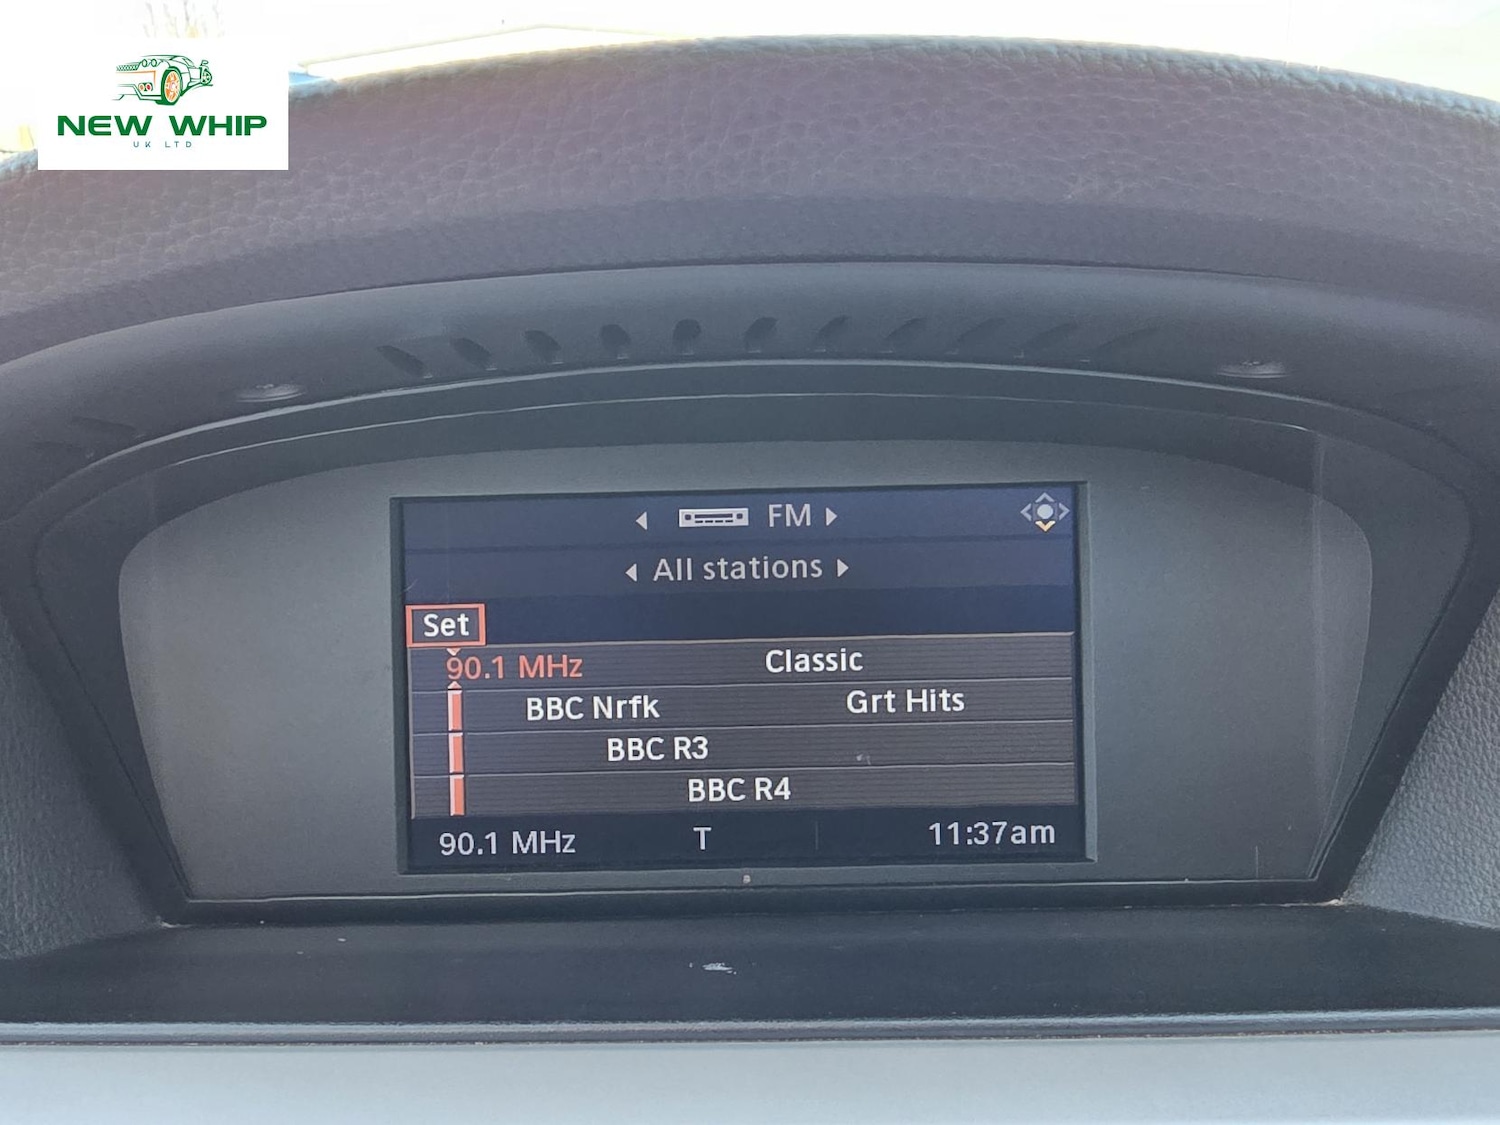 NEW WHIP
UK LTD
FM
All stations
Set
90.1 MHz Classic
BBC Nrfk Grt Hits
BBC R3
BBC R4
90.1 MHz T 11:37am